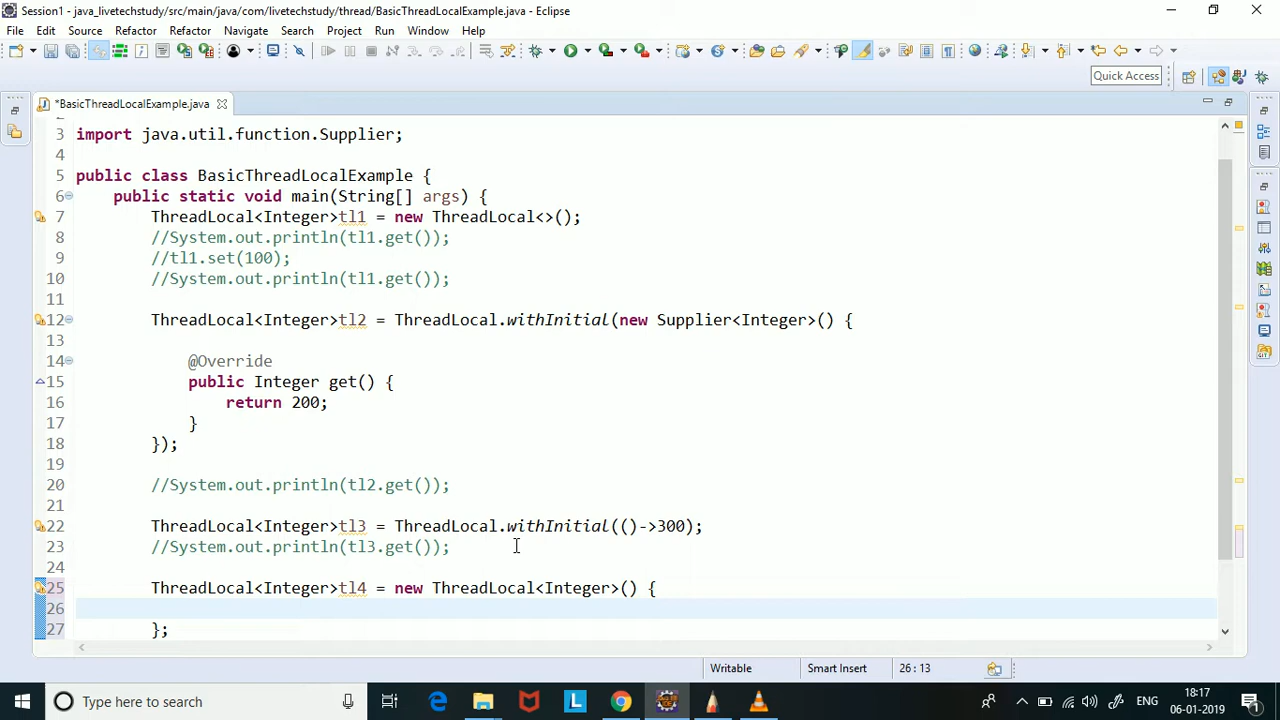 Session1 - java_livetechstudy/src/main/java/com/livetechstudy/thread/BasicThreadLocalExample.java - Eclipse
File Edit Source Refactor Refactor Navigate Search Project Run Window Help
Quick Access
*BasicThreadLocalExample.java
3 import java.util.function.Supplier;
4
5 public class BasicThreadLocalExample {
6 public static void main(String[] args) {
7 ThreadLocal<Integer>tl1 = new ThreadLocal<>();
8 //System.out.println(tl1.get());
9 //tl1.set(100);
10 //System.out.println(tl1.get());
11
12 ThreadLocal<Integer>tl2 = ThreadLocal.withInitial(new Supplier<Integer>() {
13
14 @Override
15 public Integer get() {
16 return 200;
17 }
18 });
19
20 //System.out.println(tl2.get());
21
22 ThreadLocal<Integer>tl3 = ThreadLocal.withInitial(()->300);
23 //System.out.println(tl3.get());
24
25 ThreadLocal<Integer>tl4 = new ThreadLocal<Integer>() {
26
27 };
Writable Smart Insert 26 : 13
Type here to search
ENG
18:17
06-01-2019